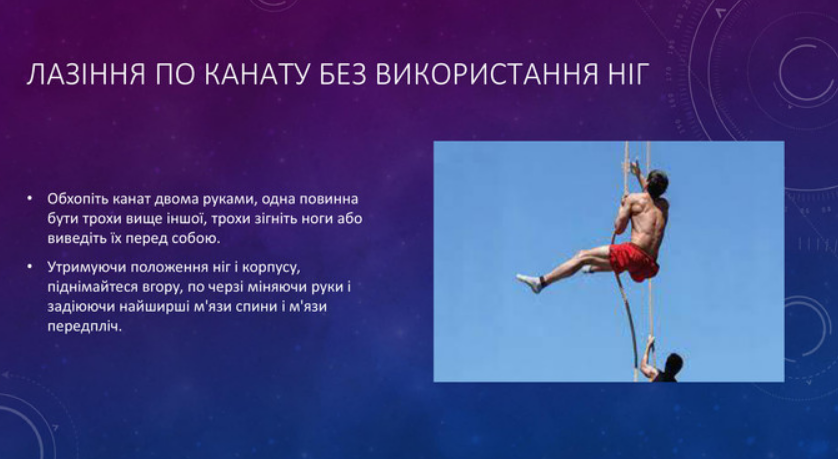 ЛАЗІННЯ ПО КАНАТУ БЕЗ ВИКОРИСТАННЯ НІГ
• Обхопіть канат двома руками, одна повинна
бути трохи вище іншої, трохи зігніть ноги або
виведіть їх перед собою.
• Утримуючи положення ніг і корпусу,
піднімайтеся вгору, по черзі міняючи руки і
задіюючи найширші м'язи спини і м'язи
передпліч.